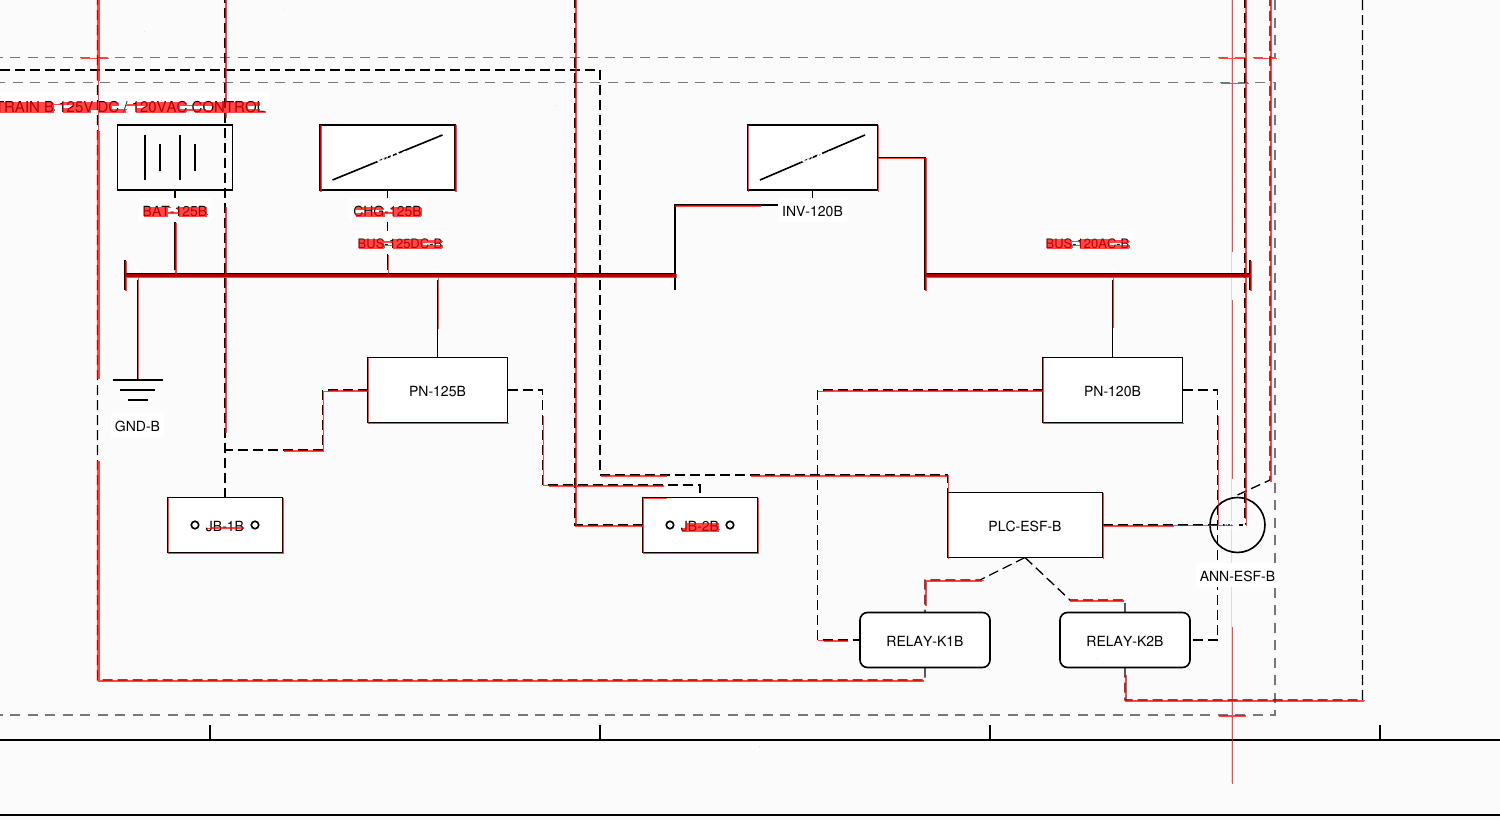 TRAIN B 125V DC / 120VAC CONTROL
BAT-125B
CHG-125B
INV-120B
BUS-125DC-B
BUS-120AC-B
PN-125B
PN-120B
GND-B
JB-1B
JB-2B
PLC-ESF-B
ANN-ESF-B
RELAY-K1B
RELAY-K2B